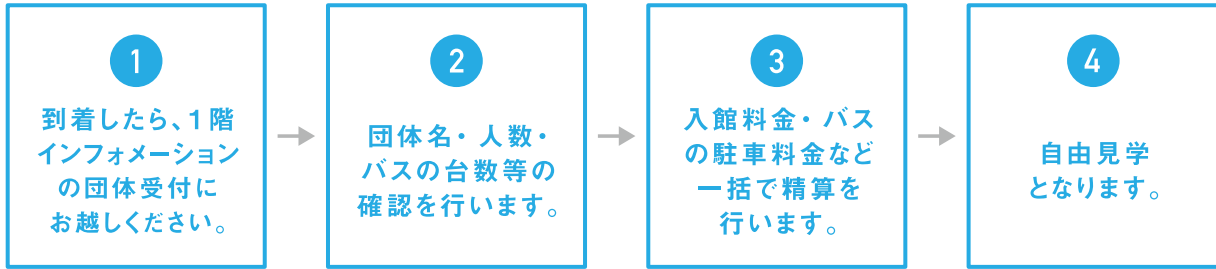 1
到着したら、1階
インフォメーション
の団体受付に
お越しください。
2
団体名・人数・
バスの台数等の
確認を行います。
3
入館料金・バス
の駐車料金など
一括で精算を
行います。
4
自由見学
となります。